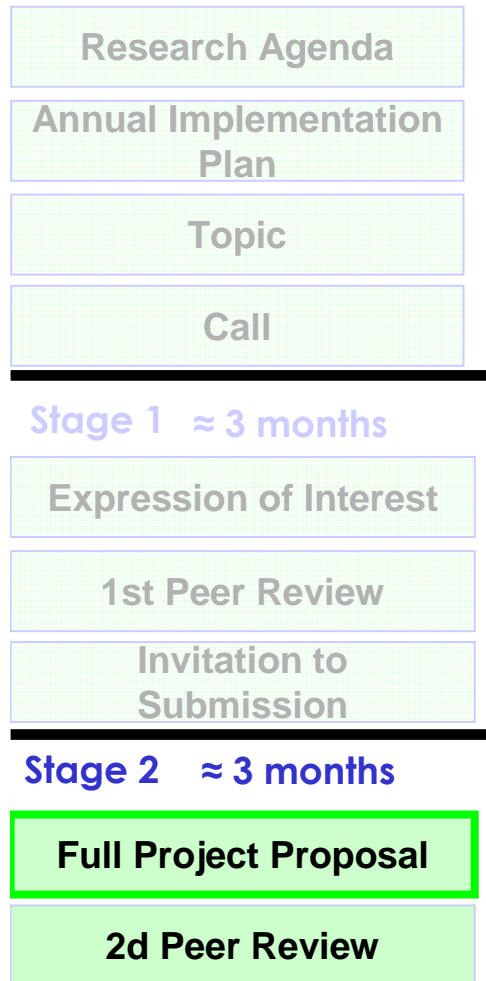 Research Agenda
Annual Implementation
Plan
Topic
Call
Stage 1 ≈ 3 months
Expression of Interest
1st Peer Review
Invitation to
Submission
Stage 2 ≈ 3 months
Full Project Proposal
2d Peer Review